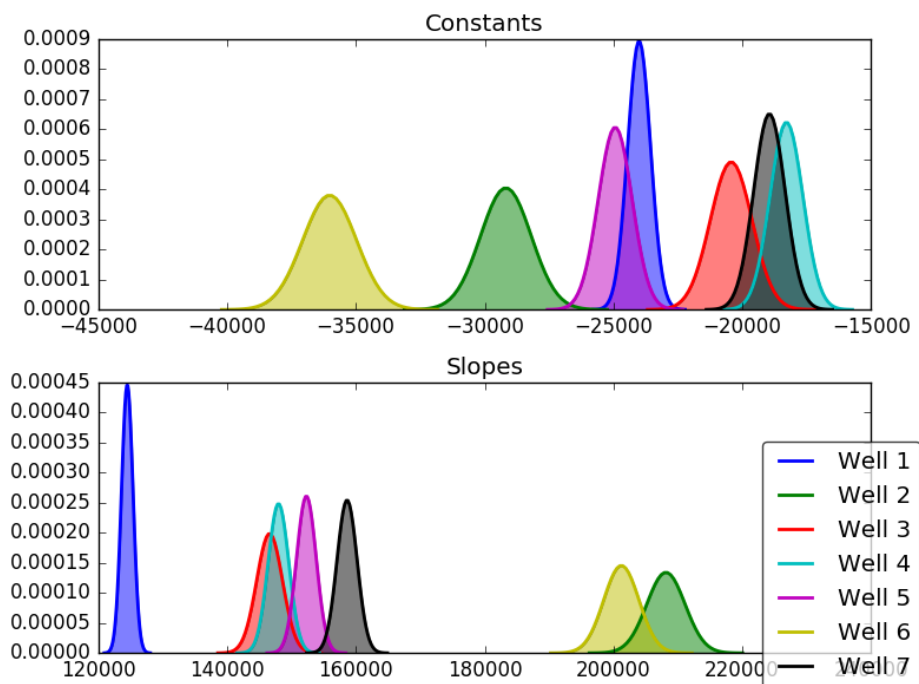 Constants
0.0009
0.0008
0.0007
0.0006
0.0005
0.0004
0.0003
0.0002
0.0001
0.0000
−45000 −40000 −35000 −30000 −25000 −20000 −15000
Slopes
0.00045
0.00040
0.00035
0.00030
0.00025
0.00020
0.00015
0.00010
0.00005
0.00000
120000 140000 160000 180000 200000 220000 240000
Well 1
Well 2
Well 3
Well 4
Well 5
Well 6
Well 7